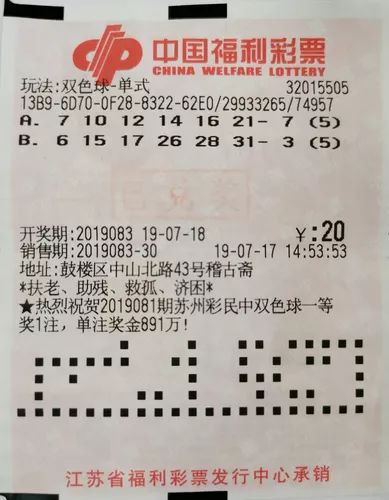 中国福利彩票
CHINA WELFARE LOTTERY
玩法:双色球-单式 32015505
13B9-6D70-0F28-8322-62E0/29933265/74957
A. 7 10 12 14 16 21- 7 (5)
B. 6 15 17 26 28 31- 3 (5)
已兑奖
开奖期:2019083 19-07-18 ¥:20
销售期:2019083-30 19-07-17 14:53:53
地址:鼓楼区中山北路43号稽古斋
*扶老、助残、救孤、济困*
★热烈祝贺2019081期苏州彩民中双色球一等
奖1注，单注奖金891万!
江苏省福利彩票发行中心承销